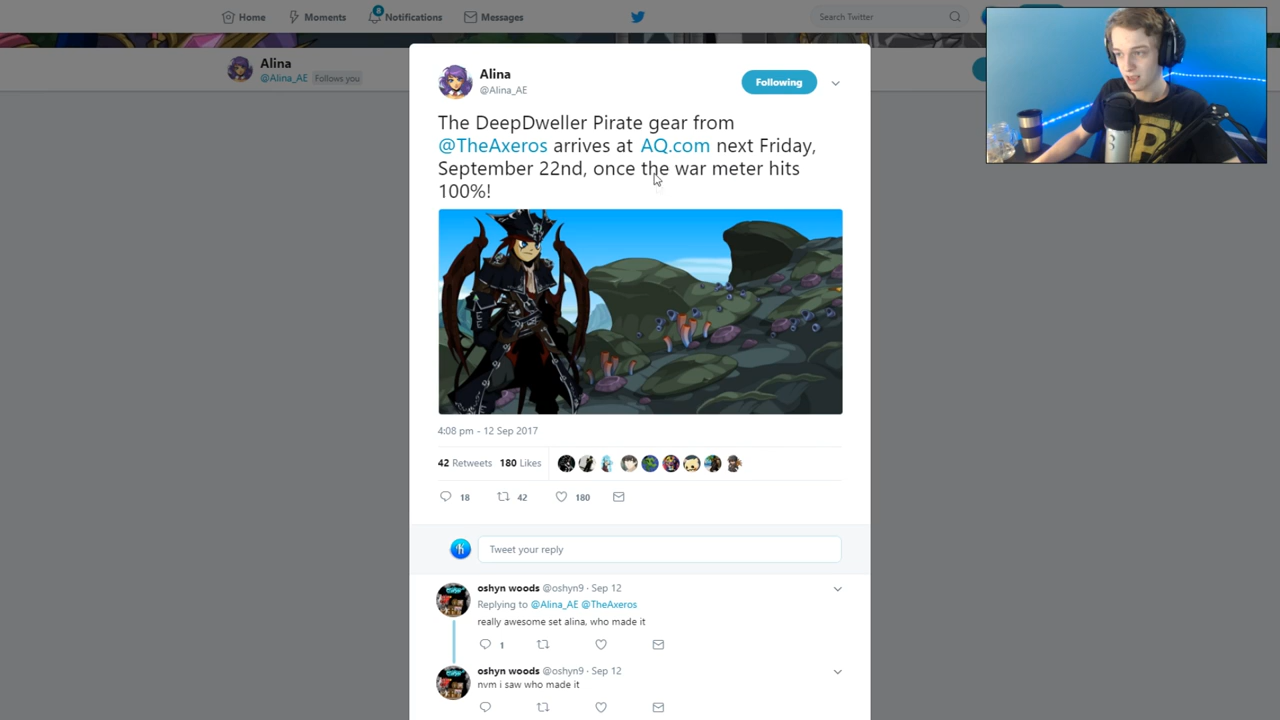 Home
Moments
Notifications
Messages
Search Twitter
Alina
@Alina_AE Follows you
Alina
@Alina_AE
Following
The DeepDweller Pirate gear from
@TheAxeros arrives at AQ.com next Friday,
September 22nd, once the war meter hits
100%!
4:08 pm - 12 Sep 2017
42 Retweets 180 Likes
18 42 180
Tweet your reply
oshyn woods @oshyn9 · Sep 12
Replying to @Alina_AE @TheAxeros
really awesome set alina, who made it
1
oshyn woods @oshyn9 · Sep 12
nvm i saw who made it